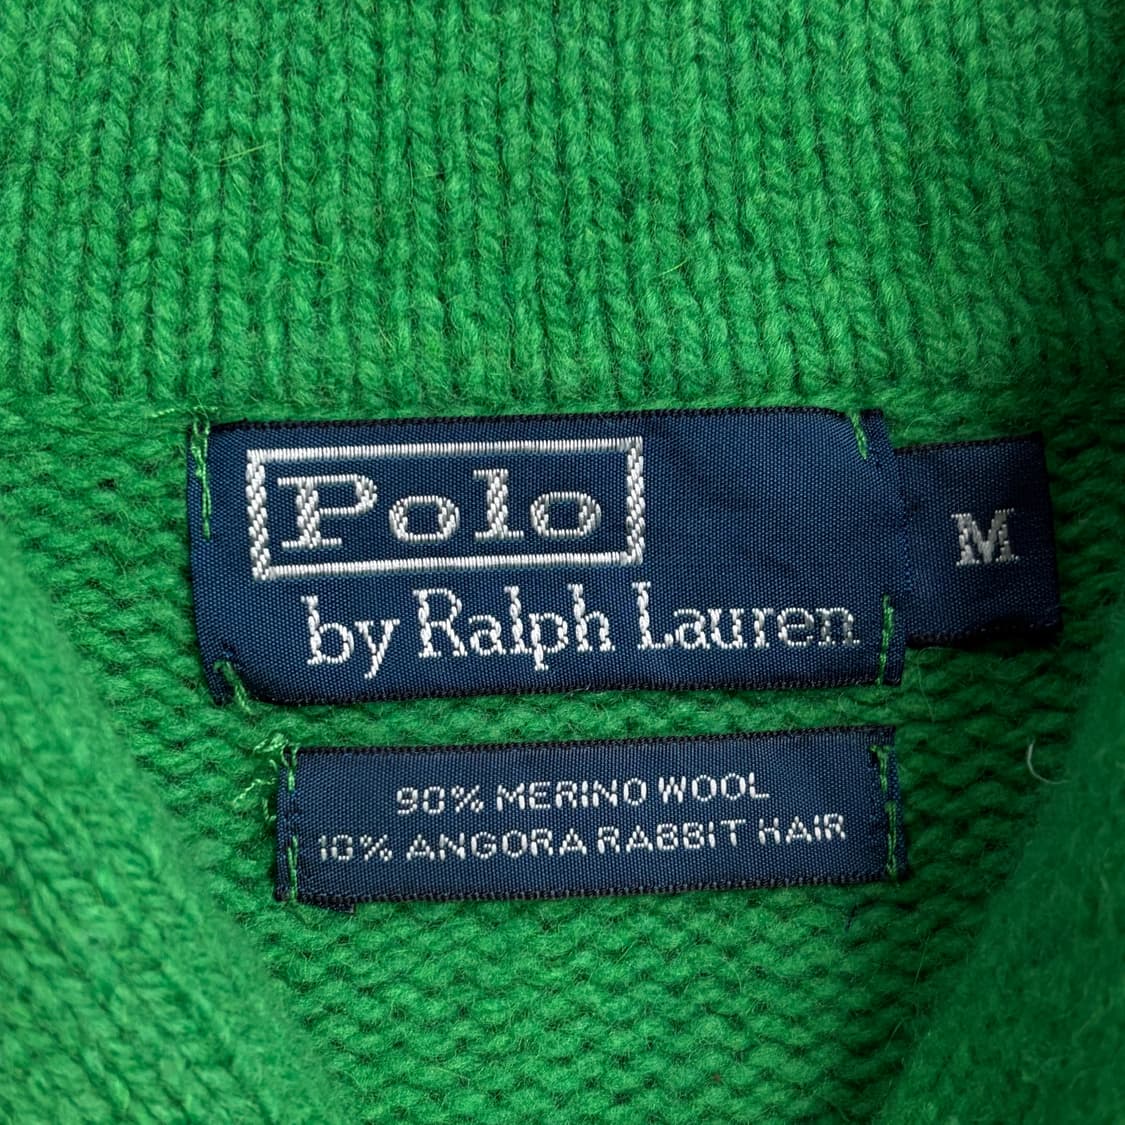 Polo
by Ralph Lauren
M
90% MERINO WOOL
10% ANGORA RABBIT HAIR